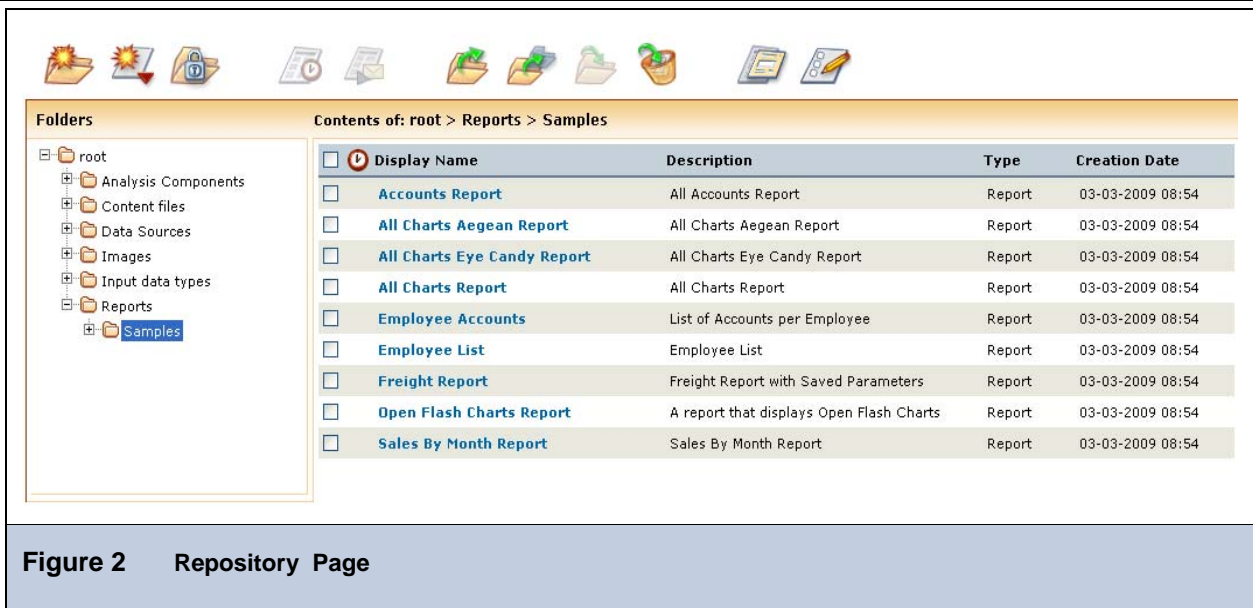 Folders
Contents of: root > Reports > Samples
root
Analysis Components
Content files
Data Sources
Images
Input data types
Reports
Samples
Display Name Description Type Creation Date
Accounts Report All Accounts Report Report 03-03-2009 08:54
All Charts Aegean Report All Charts Aegean Report Report 03-03-2009 08:54
All Charts Eye Candy Report All Charts Eye Candy Report Report 03-03-2009 08:54
All Charts Report All Charts Report Report 03-03-2009 08:54
Employee Accounts List of Accounts per Employee Report 03-03-2009 08:54
Employee List Employee List Report 03-03-2009 08:54
Freight Report Freight Report with Saved Parameters Report 03-03-2009 08:54
Open Flash Charts Report A report that displays Open Flash Charts Report 03-03-2009 08:54
Sales By Month Report Sales By Month Report Report 03-03-2009 08:54
Figure 2 Repository Page